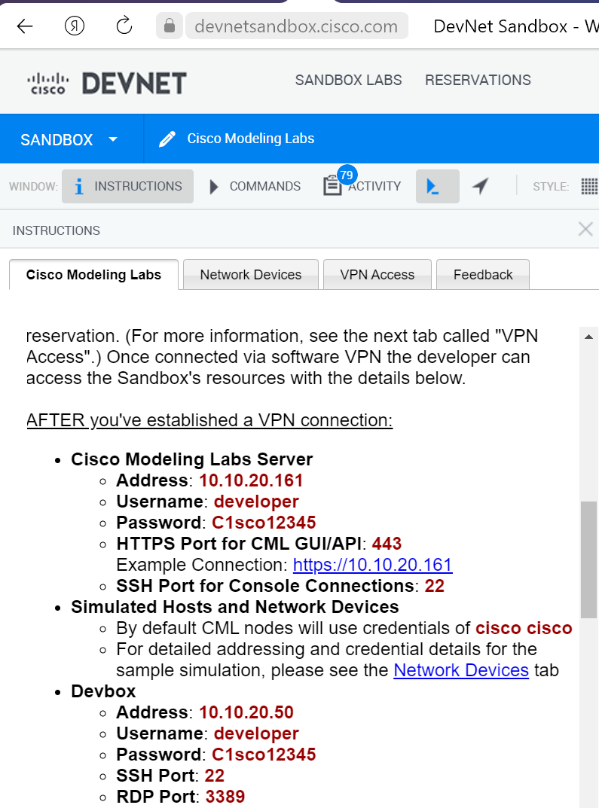 Я devnetsandbox.cisco.com DevNet Sandbox - W
cisco DEVNET SANDBOX LABS RESERVATIONS
SANDBOX Cisco Modeling Labs
WINDOW: i INSTRUCTIONS COMMANDS 79 ACTIVITY STYLE:
INSTRUCTIONS
Cisco Modeling Labs Network Devices VPN Access Feedback
reservation. (For more information, see the next tab called "VPN
Access".) Once connected via software VPN the developer can
access the Sandbox's resources with the details below.
AFTER you've established a VPN connection:
• Cisco Modeling Labs Server
◦ Address: 10.10.20.161
◦ Username: developer
◦ Password: C1sco12345
◦ HTTPS Port for CML GUI/API: 443
Example Connection: https://10.10.20.161
◦ SSH Port for Console Connections: 22
• Simulated Hosts and Network Devices
◦ By default CML nodes will use credentials of cisco cisco
◦ For detailed addressing and credential details for the
sample simulation, please see the Network Devices tab
• Devbox
◦ Address: 10.10.20.50
◦ Username: developer
◦ Password: C1sco12345
◦ SSH Port: 22
◦ RDP Port: 3389